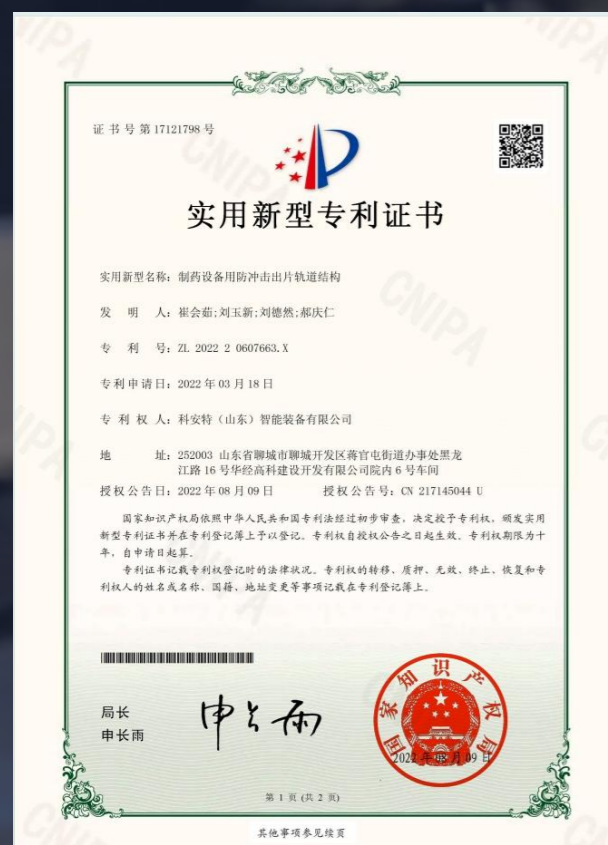 证书号第17121798号
实用新型专利证书
实用新型名称：制药设备用防冲击出片轨道结构
发 明 人：崔会茹;刘玉新;刘德然;郝庆仁
专 利 号：ZL 2022 2 0607663.X
专利申请日：2022年03月18日
专 利 权 人：科安特（山东）智能装备有限公司
地 址：252003 山东省聊城市聊城开发区蒋官屯街道办事处黑龙
江路16号华经高科建设开发有限公司院内6号车间
授权公告日：2022年08月09日 授权公告号：CN 217145044 U
国家知识产权局依照中华人民共和国专利法经过初步审查，决定授予专利权，颁发实用
新型专利证书并在专利登记簿上予以登记。专利权自授权公告之日起生效。专利权期限为十
年，自申请日起算。
专利证书记载专利权登记时的法律状况。专利权的转移、质押、无效、终止、恢复和专
利权人的姓名或名称、国籍、地址变更等事项记载在专利登记簿上。
局长
申长雨
申长雨
国家知识产权局
2022年08月09日
第 1 页 (共 2 页)
其他事项参见续页
CNIPA
CNIPA
CNIPA